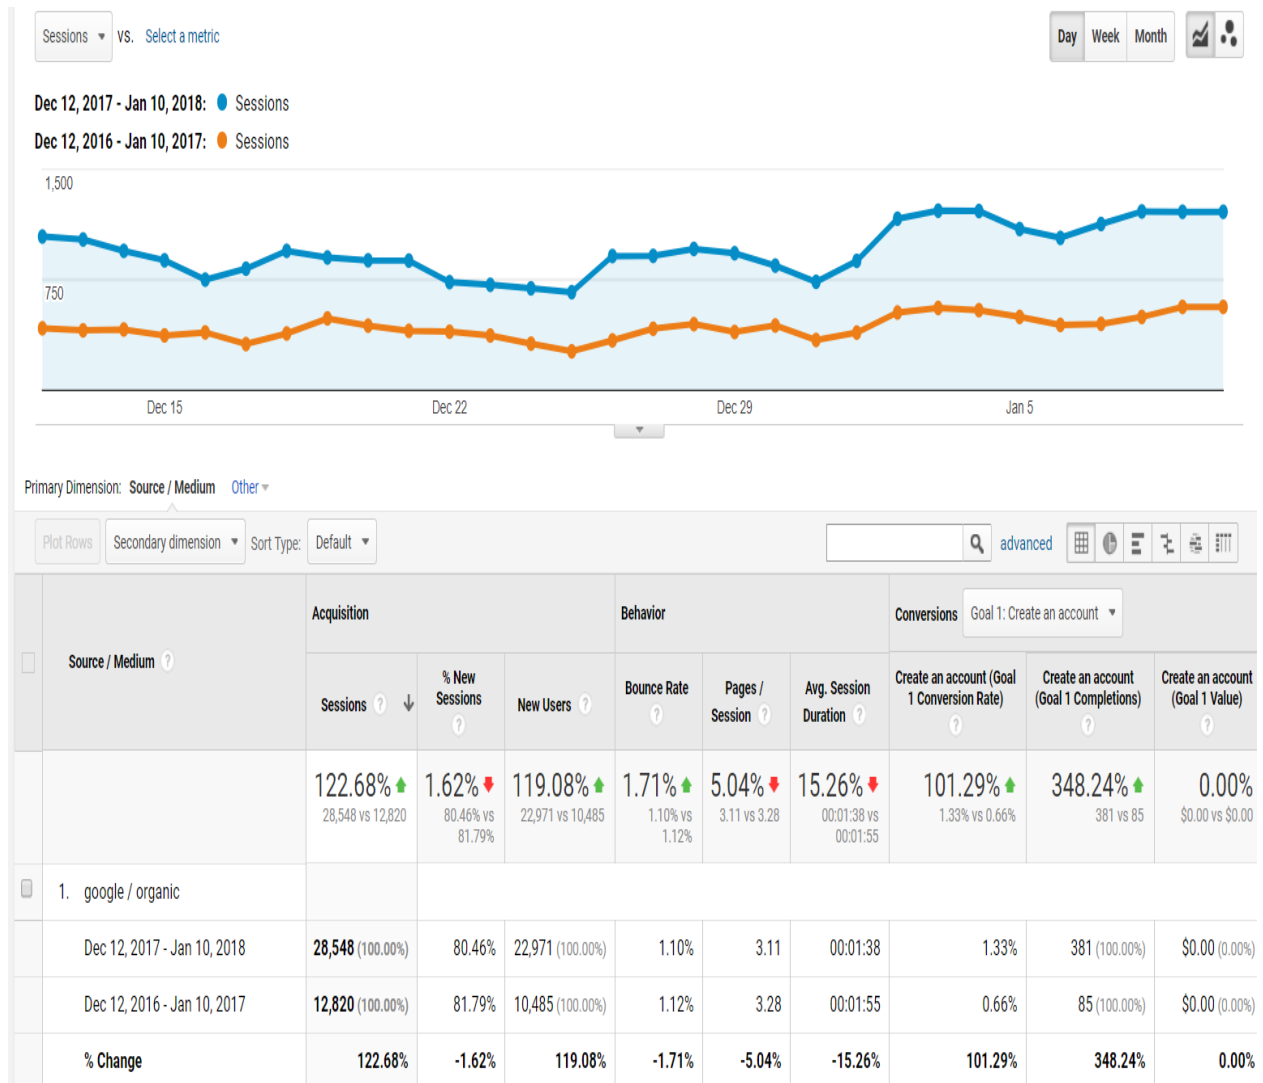 Sessions VS. Select a metric Day Week Month
Dec 12, 2017 - Jan 10, 2018: Sessions
Dec 12, 2016 - Jan 10, 2017: Sessions
1,500
750
Dec 15 Dec 22 Dec 29 Jan 5
Primary Dimension: Source / Medium Other
Plot Rows Secondary dimension Sort Type: Default advanced
Acquisition Behavior Conversions Goal 1: Create an account
Source / Medium ?
Sessions ?
% New
Sessions
?
New Users ?
Bounce Rate
?
Pages /
Session ?
Avg. Session
Duration ?
Create an account (Goal
1 Conversion Rate)
?
Create an account
(Goal 1 Completions)
?
Create an account
(Goal 1 Value)
?
122.68%
28,548 vs 12,820
1.62%
80.46% vs
81.79%
119.08%
22,971 vs 10,485
1.71%
1.10% vs
1.12%
5.04%
3.11 vs 3.28
15.26%
00:01:38 vs
00:01:55
101.29%
1.33% vs 0.66%
348.24%
381 vs 85
0.00%
$0.00 vs $0.00
1. google / organic
Dec 12, 2017 - Jan 10, 2018 28,548 (100.00%) 80.46% 22,971 (100.00%) 1.10% 3.11 00:01:38 1.33% 381 (100.00%) $0.00 (0.00%)
Dec 12, 2016 - Jan 10, 2017 12,820 (100.00%) 81.79% 10,485 (100.00%) 1.12% 3.28 00:01:55 0.66% 85 (100.00%) $0.00 (0.00%)
% Change 122.68% -1.62% 119.08% -1.71% -5.04% -15.26% 101.29% 348.24% 0.00%